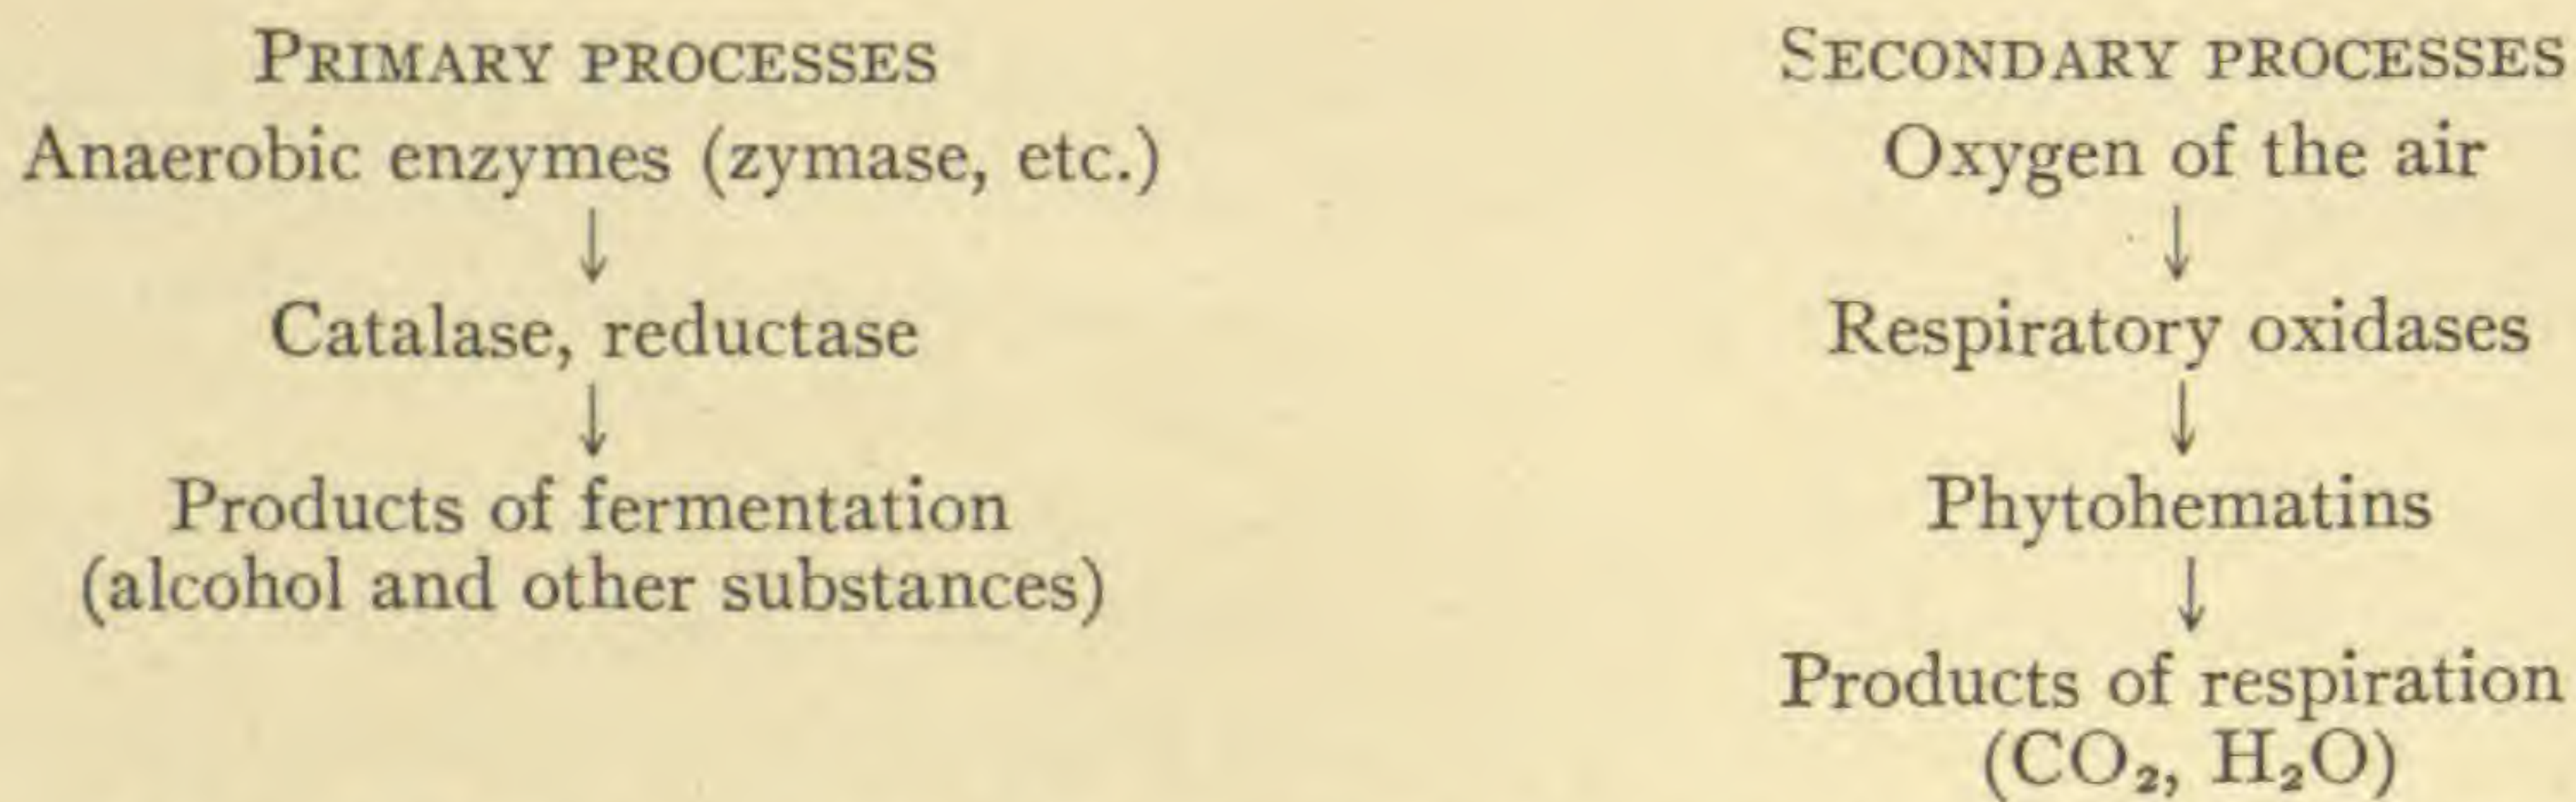 PRIMARY PROCESSES
Anaerobic enzymes (zymase, etc.)
↓
Catalase, reductase
↓
Products of fermentation
(alcohol and other substances)
SECONDARY PROCESSES
Oxygen of the air
↓
Respiratory oxidases
↓
Phytohematins
↓
Products of respiration
(CO₂, H₂O)